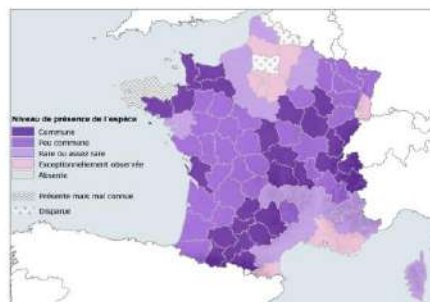 Niveau de présence de l'espèce
Commune
Peu commune
Rare ou assez rare
Exceptionnellement observée
Absente
Présente mais mal connue
Disparue